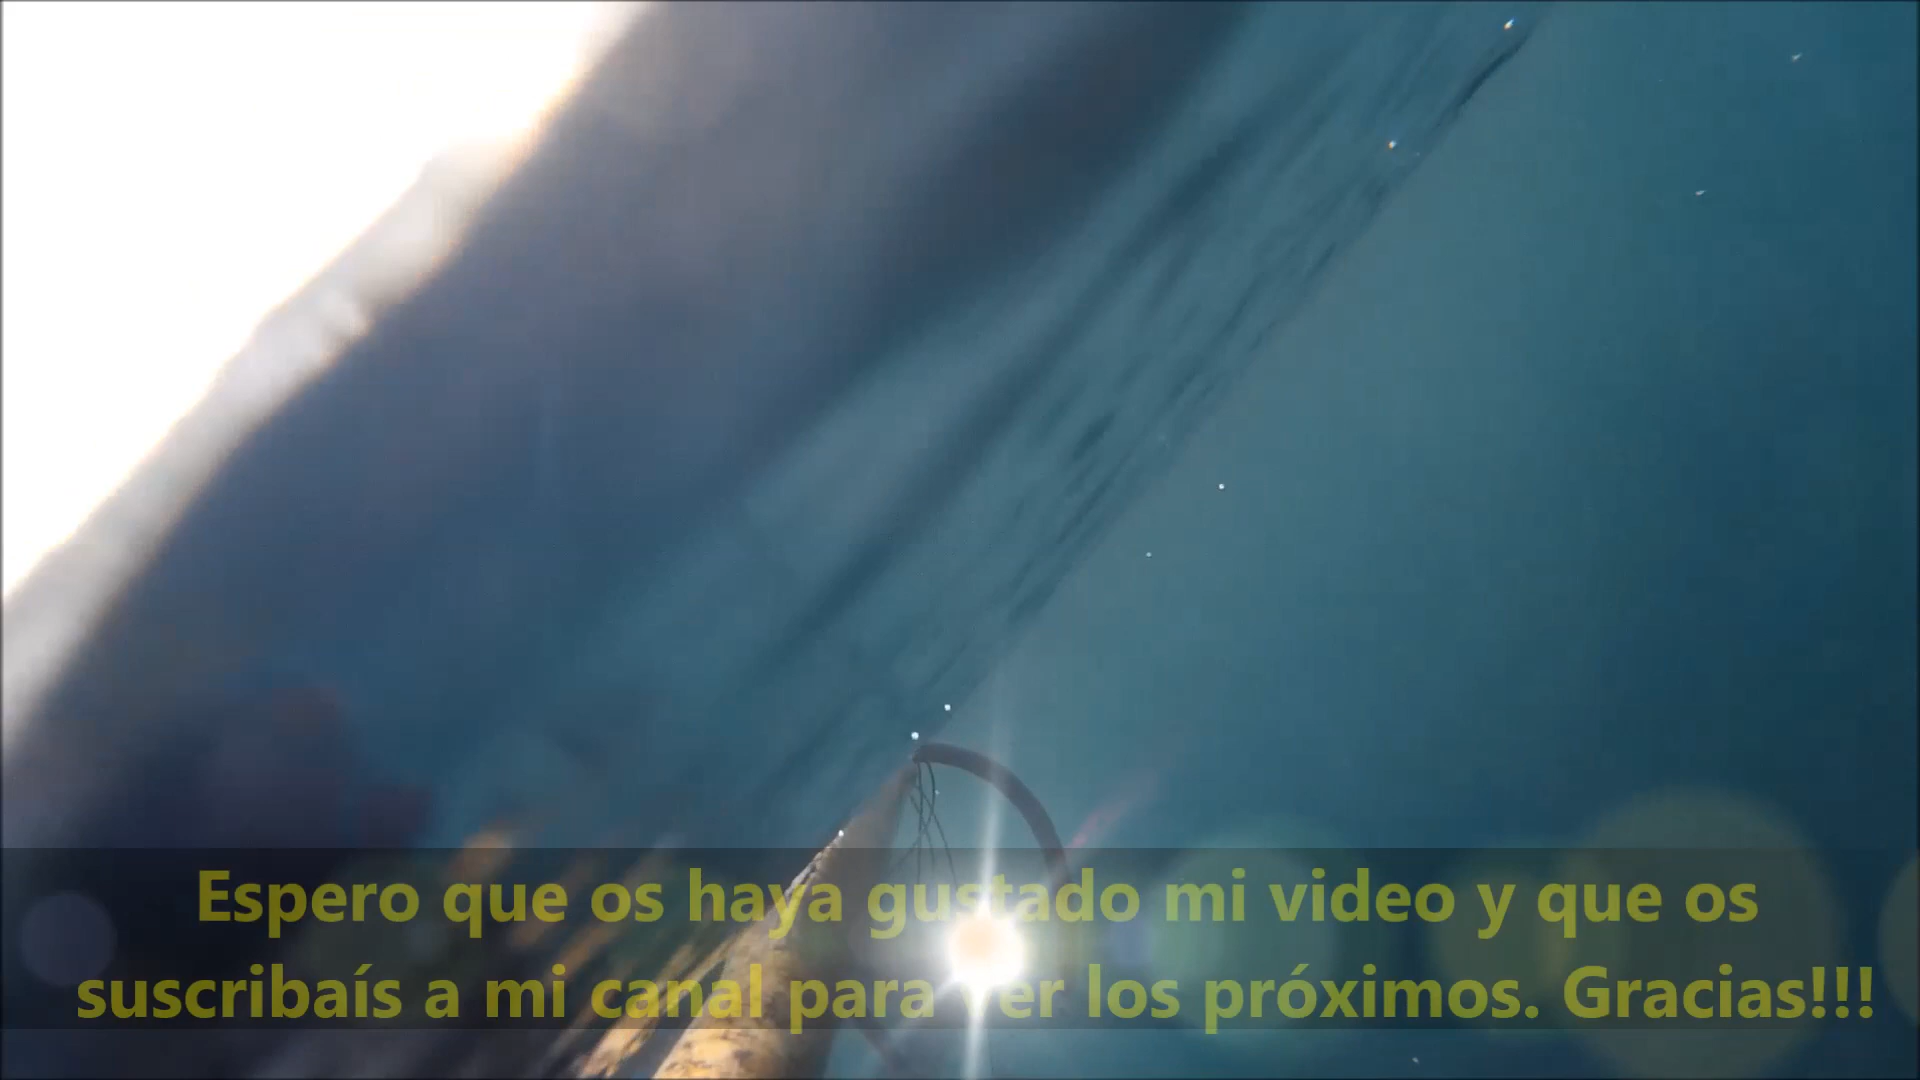 Espero que os haya gustado mi video y que os
suscribaís a mi canal para ver los próximos. Gracias!!!